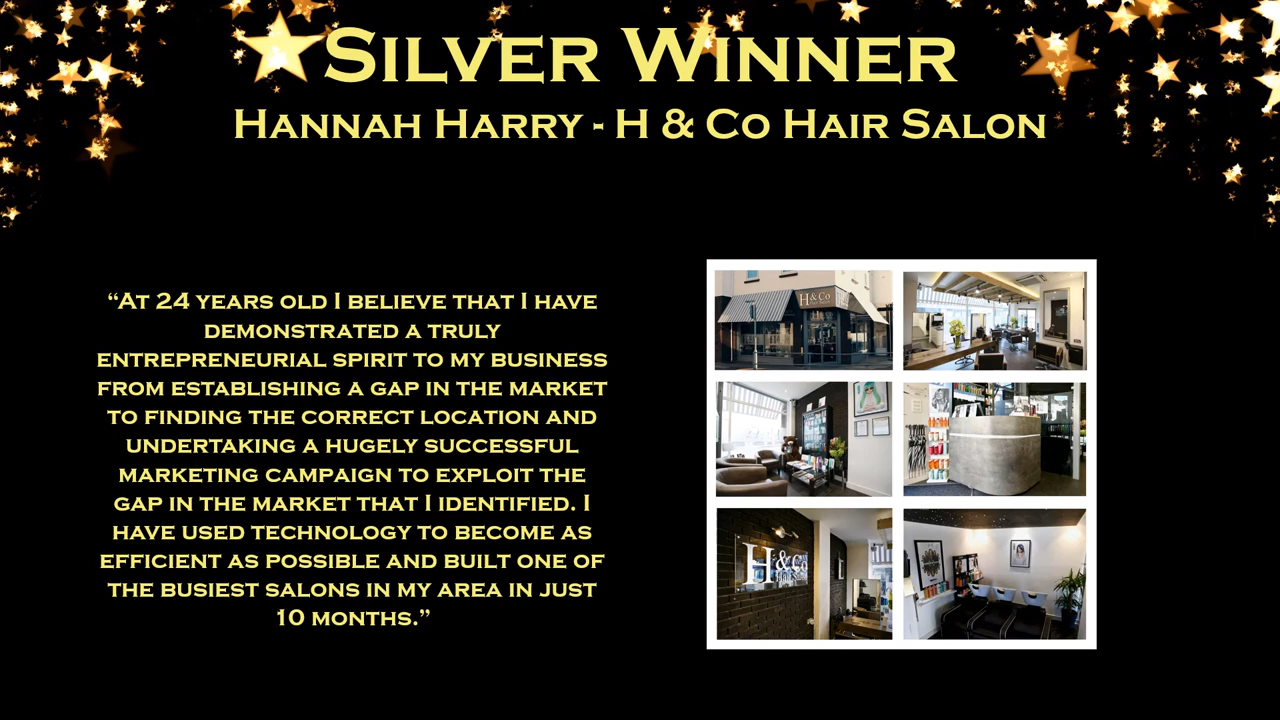 Silver Winner
Hannah Harry - H & Co Hair Salon
“At 24 years old I believe that I have
demonstrated a truly
entrepreneurial spirit to my business
from establishing a gap in the market
to finding the correct location and
undertaking a hugely successful
marketing campaign to exploit the
gap in the market that I identified. I
have used technology to become as
efficient as possible and built one of
the busiest salons in my area in just
10 months.”
H&Co
H&Co